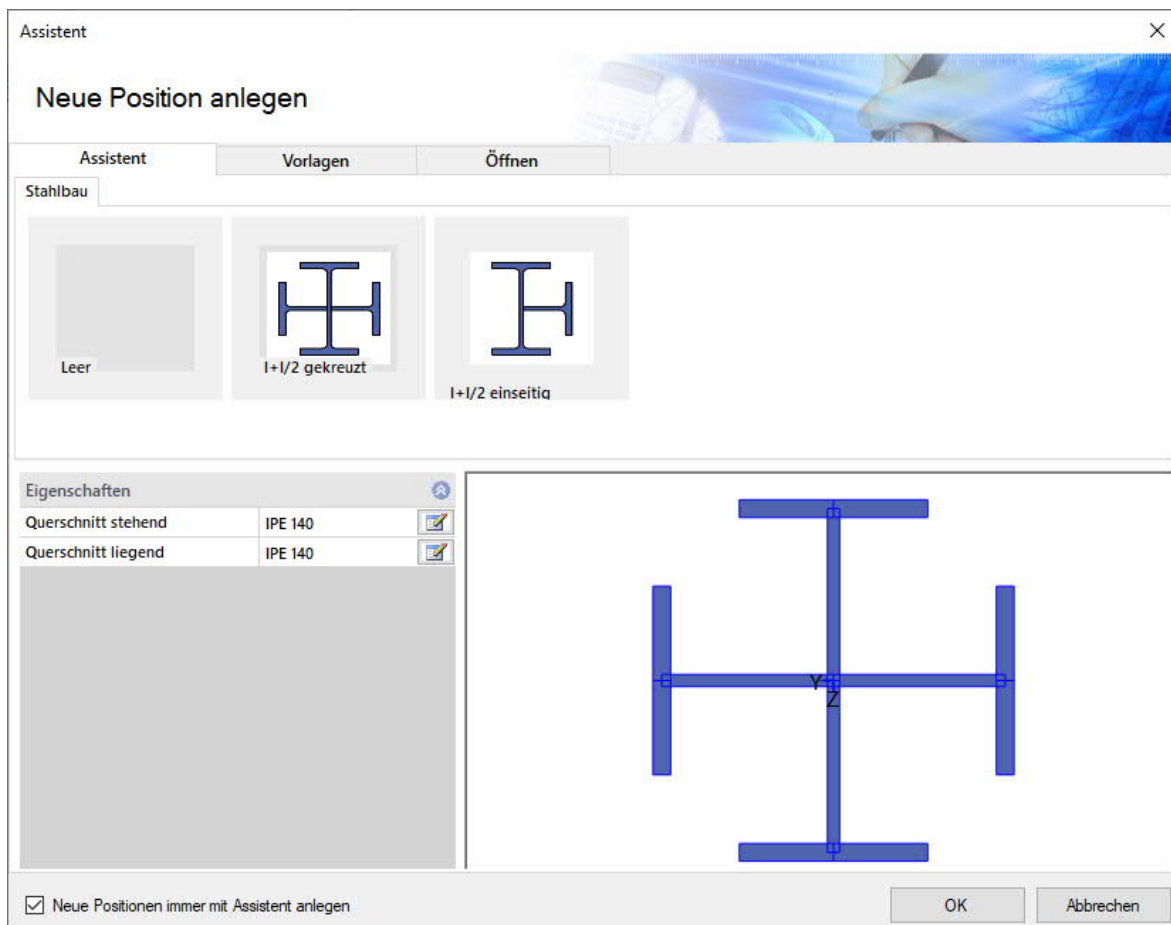 Assistent
Neue Position anlegen
Assistent Vorlagen Öffnen
Stahlbau
Leer I+I/2 gekreuzt I+I/2 einseitig
Eigenschaften
Querschnitt stehend IPE 140
Querschnitt liegend IPE 140
Y
Z
Neue Positionen immer mit Assistent anlegen OK Abbrechen